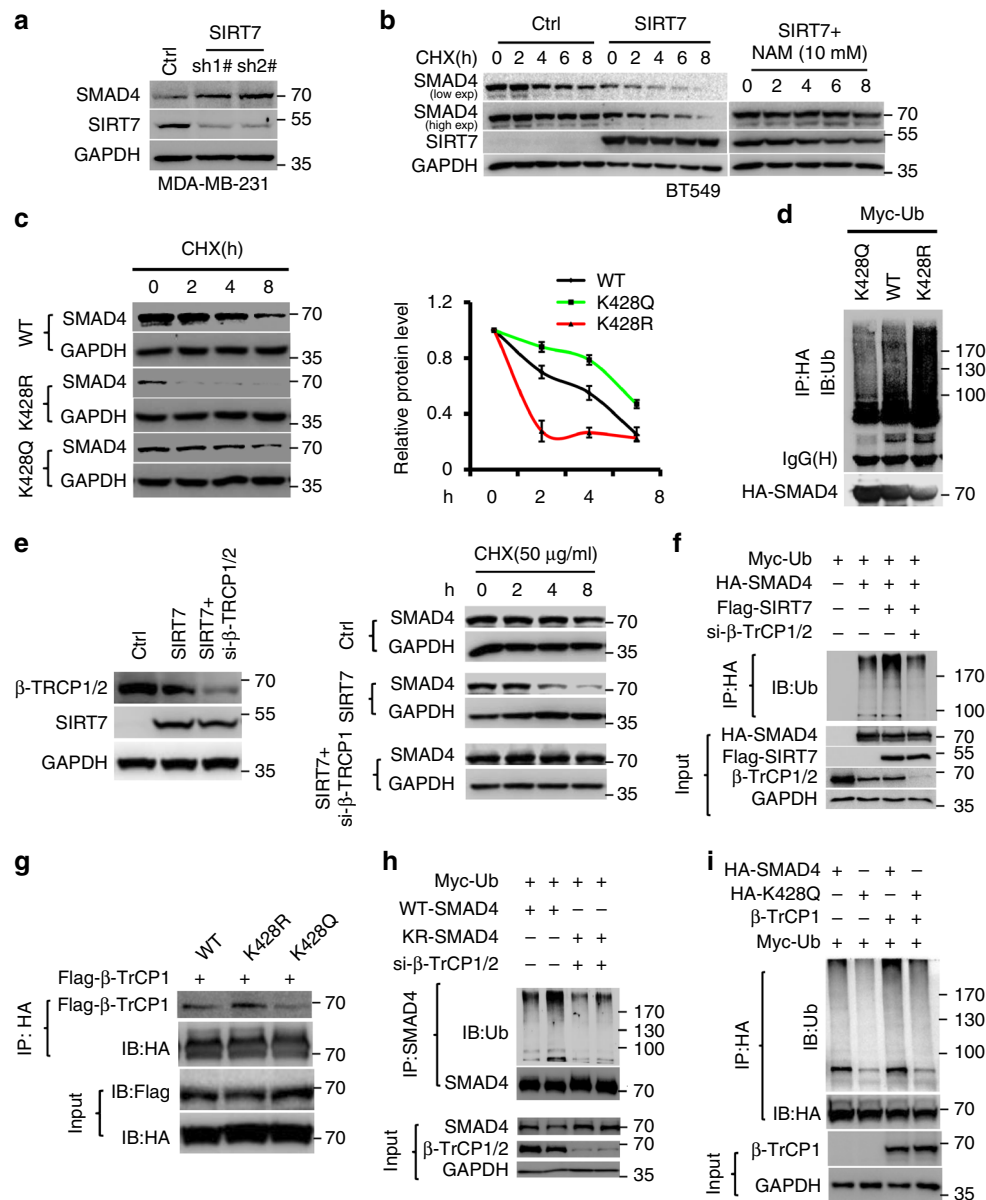 a
SIRT7
Ctrl
sh1# sh2#
SMAD4
70
SIRT7
55
GAPDH
35
MDA-MB-231
b
Ctrl
SIRT7
SIRT7+
NAM (10 mM)
CHX(h)
0 2 4 6 8 0 2 4 6 8 0 2 4 6 8
SMAD4
(low exp)
SMAD4
(high exp)
70
SIRT7
55
GAPDH
35
BT549
c
CHX(h)
0 2 4 8
WT
SMAD4
70
GAPDH
35
K428R
SMAD4
70
GAPDH
35
K428Q
SMAD4
70
GAPDH
35
WT
K428Q
K428R
Relative protein level
1.2
0.8
0.4
0
h 0 2 4 8
d
Myc-Ub
K428Q
WT
K428R
IP:HA
IB:Ub
170
130
100
IgG(H)
HA-SMAD4
70
e
Ctrl
SIRT7
SIRT7+
si-β-TRCP1/2
β-TRCP1/2
70
SIRT7
55
GAPDH
35
CHX(50 μg/ml)
h 0 2 4 8
Ctrl
SMAD4
70
GAPDH
35
SIRT7
SMAD4
70
GAPDH
35
SIRT7+
si-β-TRCP1
SMAD4
70
GAPDH
35
f
Myc-Ub + + + +
HA-SMAD4 – + + +
Flag-SIRT7 – – + +
si-β-TrCP1/2 – – – +
IP:HA
IB:Ub
170
100
Input
HA-SMAD4
70
Flag-SIRT7
55
β-TrCP1/2
70
GAPDH
35
g
WT
K428R
K428Q
Flag-β-TrCP1 + + +
IP: HA
Flag-β-TrCP1
70
IB:HA
70
Input
IB:Flag
70
IB:HA
70
h
Myc-Ub + + + +
WT-SMAD4 + + – –
KR-SMAD4 – – + +
si-β-TrCP1/2 – – + +
IP:SMAD4
IB:Ub
170
130
100
SMAD4
70
Input
SMAD4
70
β-TrCP1/2
70
GAPDH
35
i
HA-SMAD4 + – + –
HA-K428Q – + – +
β-TrCP1 – – + +
Myc-Ub + + + +
IP:HA
IB:Ub
170
130
100
IB:HA
70
Input
β-TrCP1
70
GAPDH
35